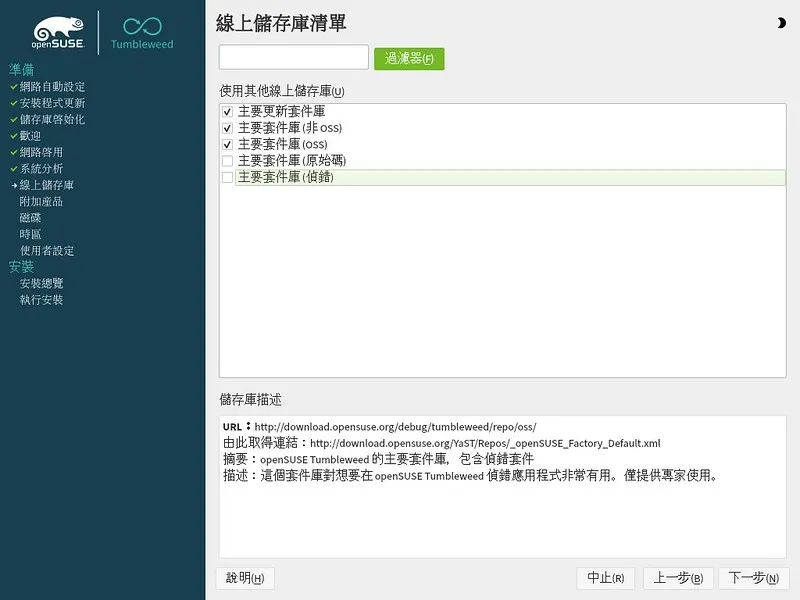 openSUSE
Tumbleweed
準備
網路自動設定
安裝程式更新
儲存庫啓始化
歡迎
網路啓用
系統分析
線上儲存庫
附加産品
磁碟
時區
使用者設定
安裝
安裝總覽
執行安裝
線上儲存庫清單
過濾器(F)
使用其他線上儲存庫(U)
主要更新套件庫
主要套件庫 (非 oss)
主要套件庫 (oss)
主要套件庫 (原始碼)
主要套件庫 (偵錯)
儲存庫描述
URL：http://download.opensuse.org/debug/tumbleweed/repo/oss/
由此取得連結：http://download.opensuse.org/YaST/Repos/_openSUSE_Factory_Default.xml
摘要：openSUSE Tumbleweed 的主要套件庫，包含偵錯套件
描述：這個套件庫對想要在 openSUSE Tumbleweed 偵錯應用程式非常有用。僅提供專家使用。
說明(H)
中止(R)
上一步(B)
下一步(N)